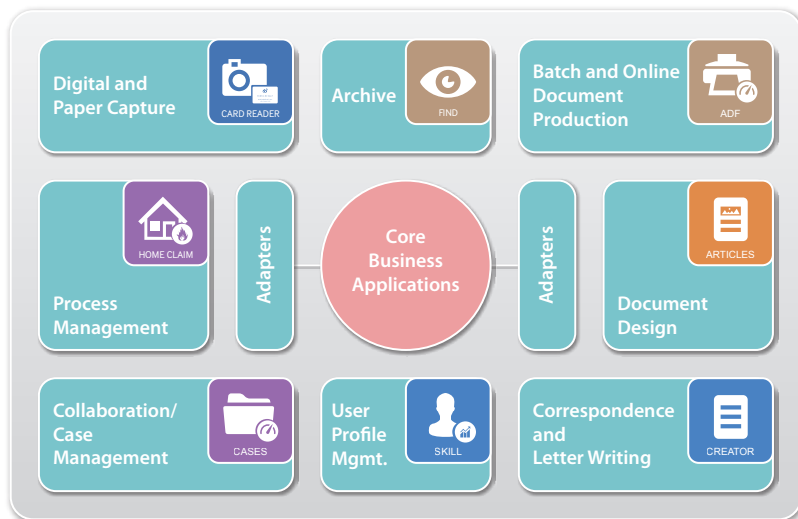 Digital and
Paper Capture
CARD READER
Archive
FIND
Batch and Online
Document
Production
ADF
HOME CLAIM
Process
Management
Adapters
Core
Business
Applications
Adapters
ARTICLES
Document
Design
Collaboration/
Case
Management
CASES
User
Profile
Mgmt.
SKILL
Correspondence
and
Letter Writing
CREATOR